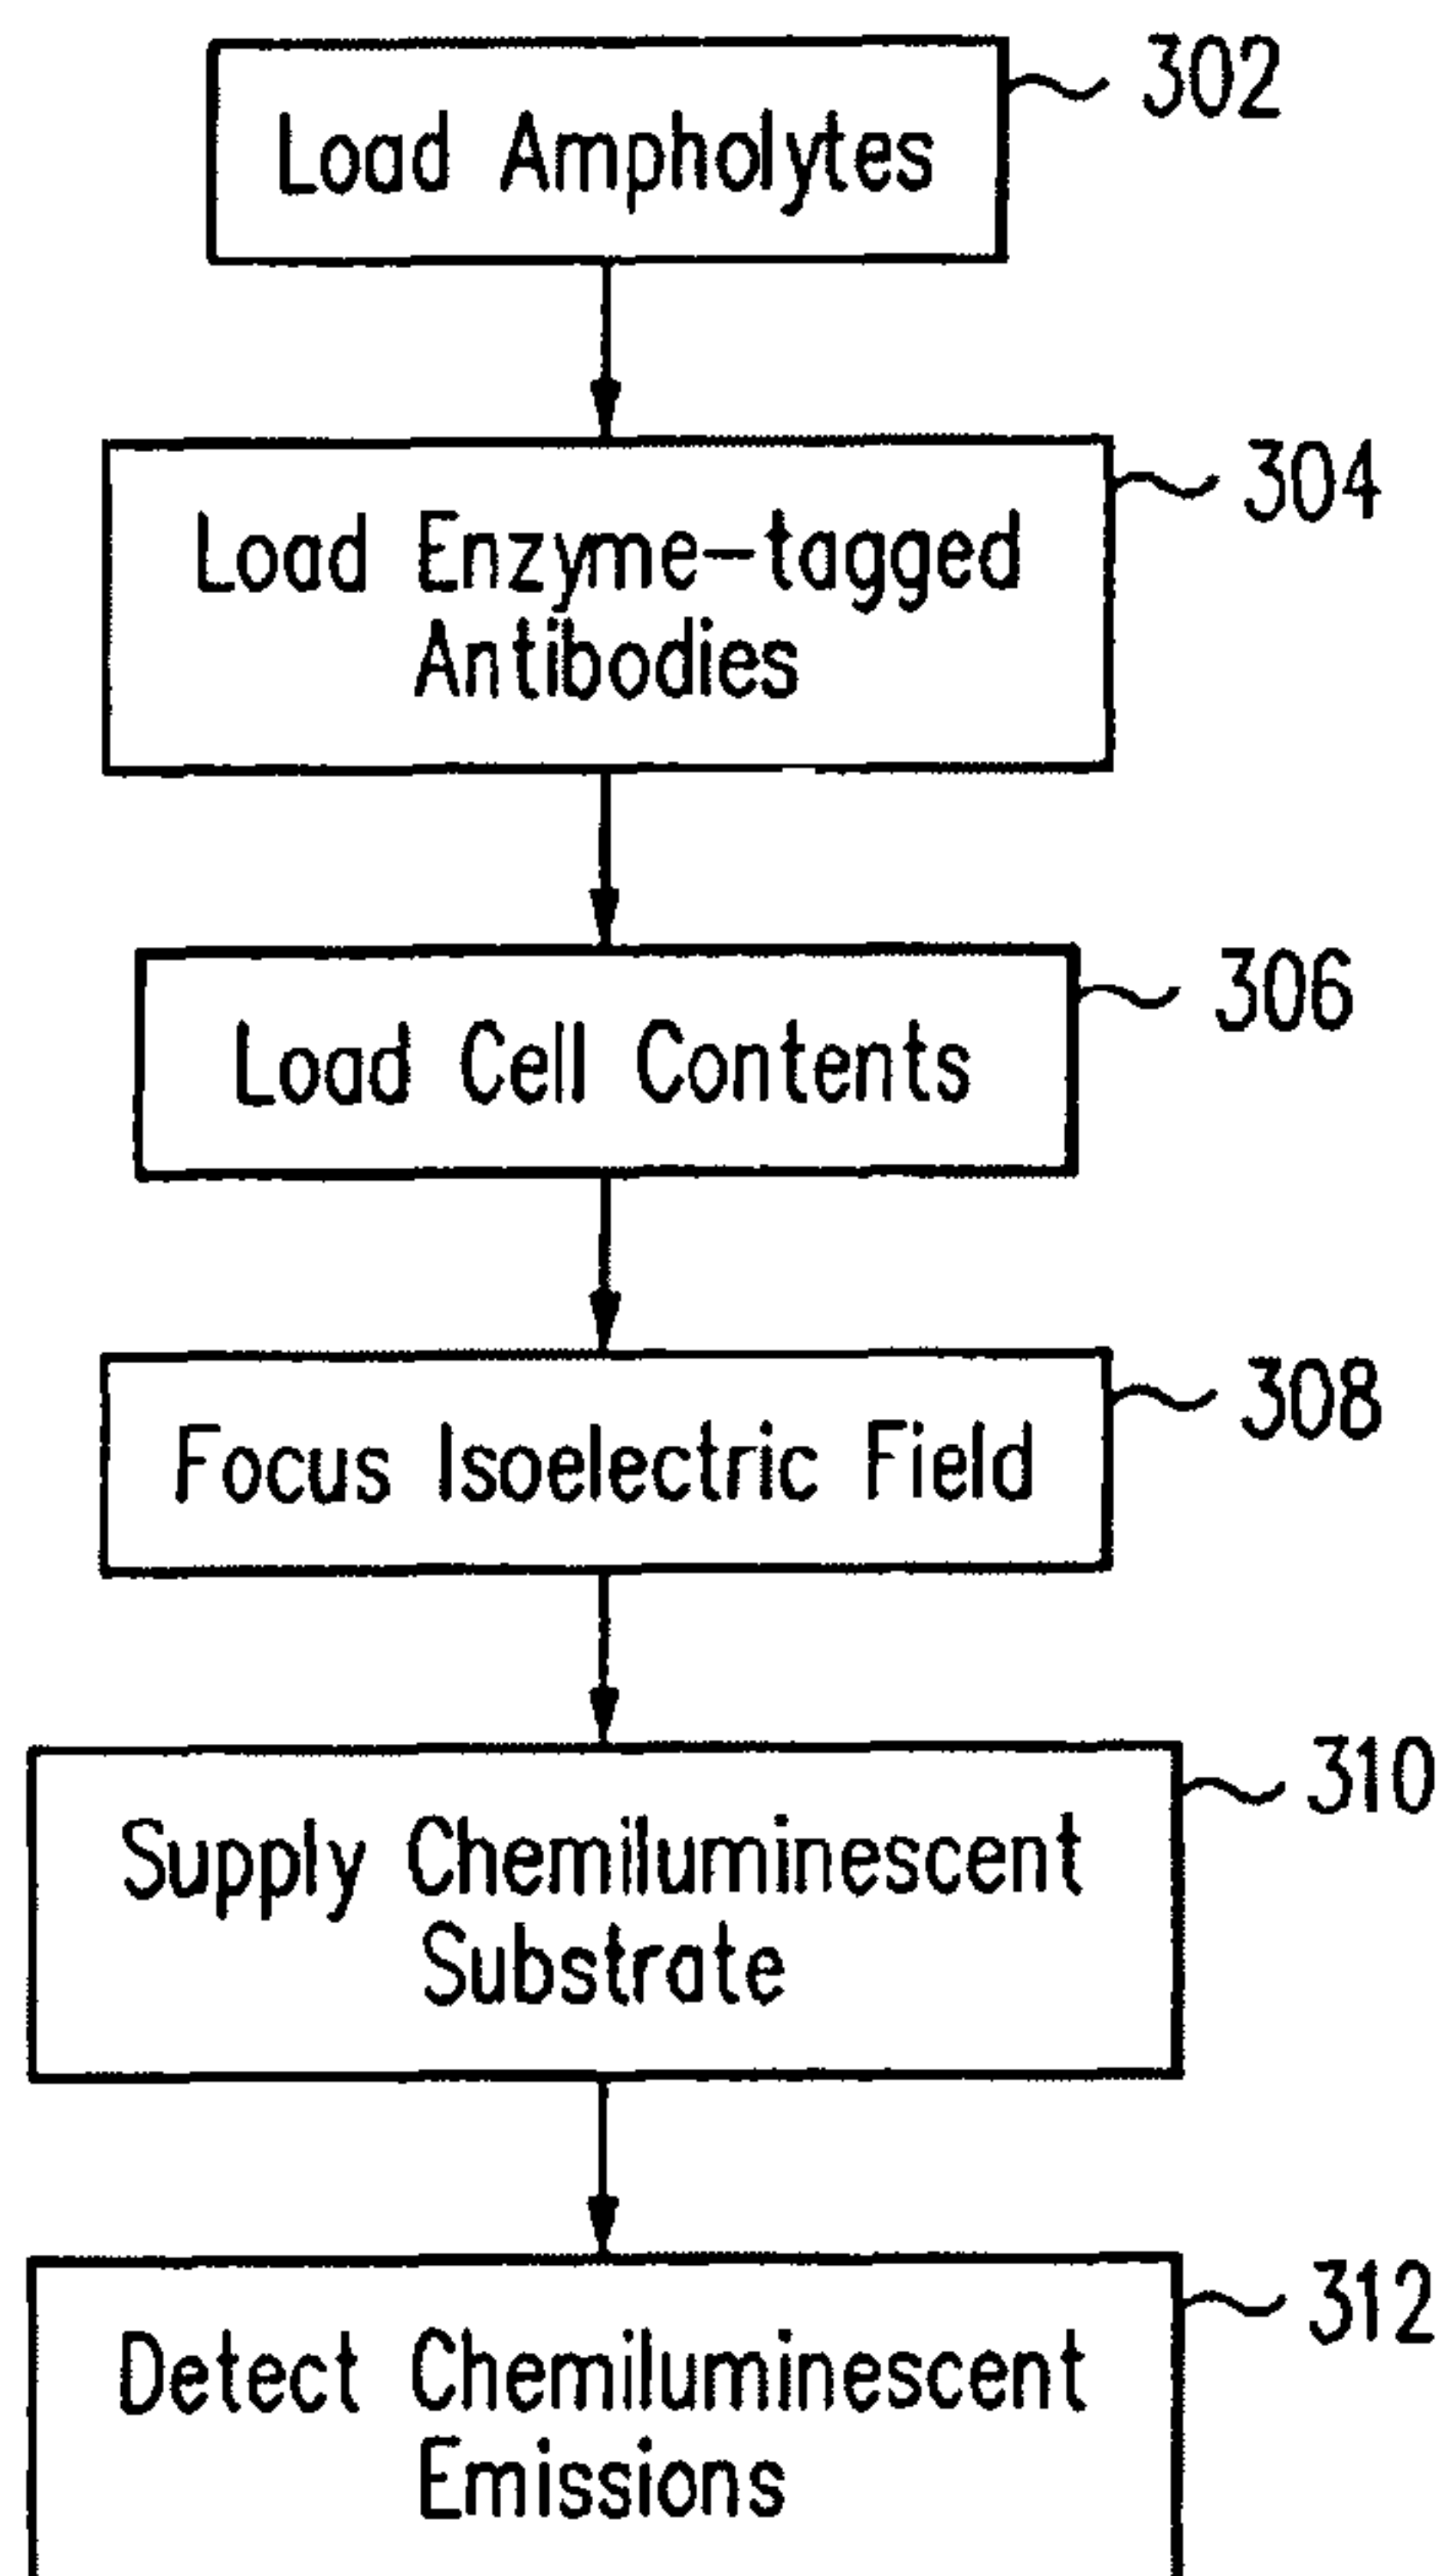 302
Load Ampholytes
304
Load Enzyme-tagged
Antibodies
306
Load Cell Contents
308
Focus Isoelectric Field
310
Supply Chemiluminescent
Substrate
312
Detect Chemiluminescent
Emissions